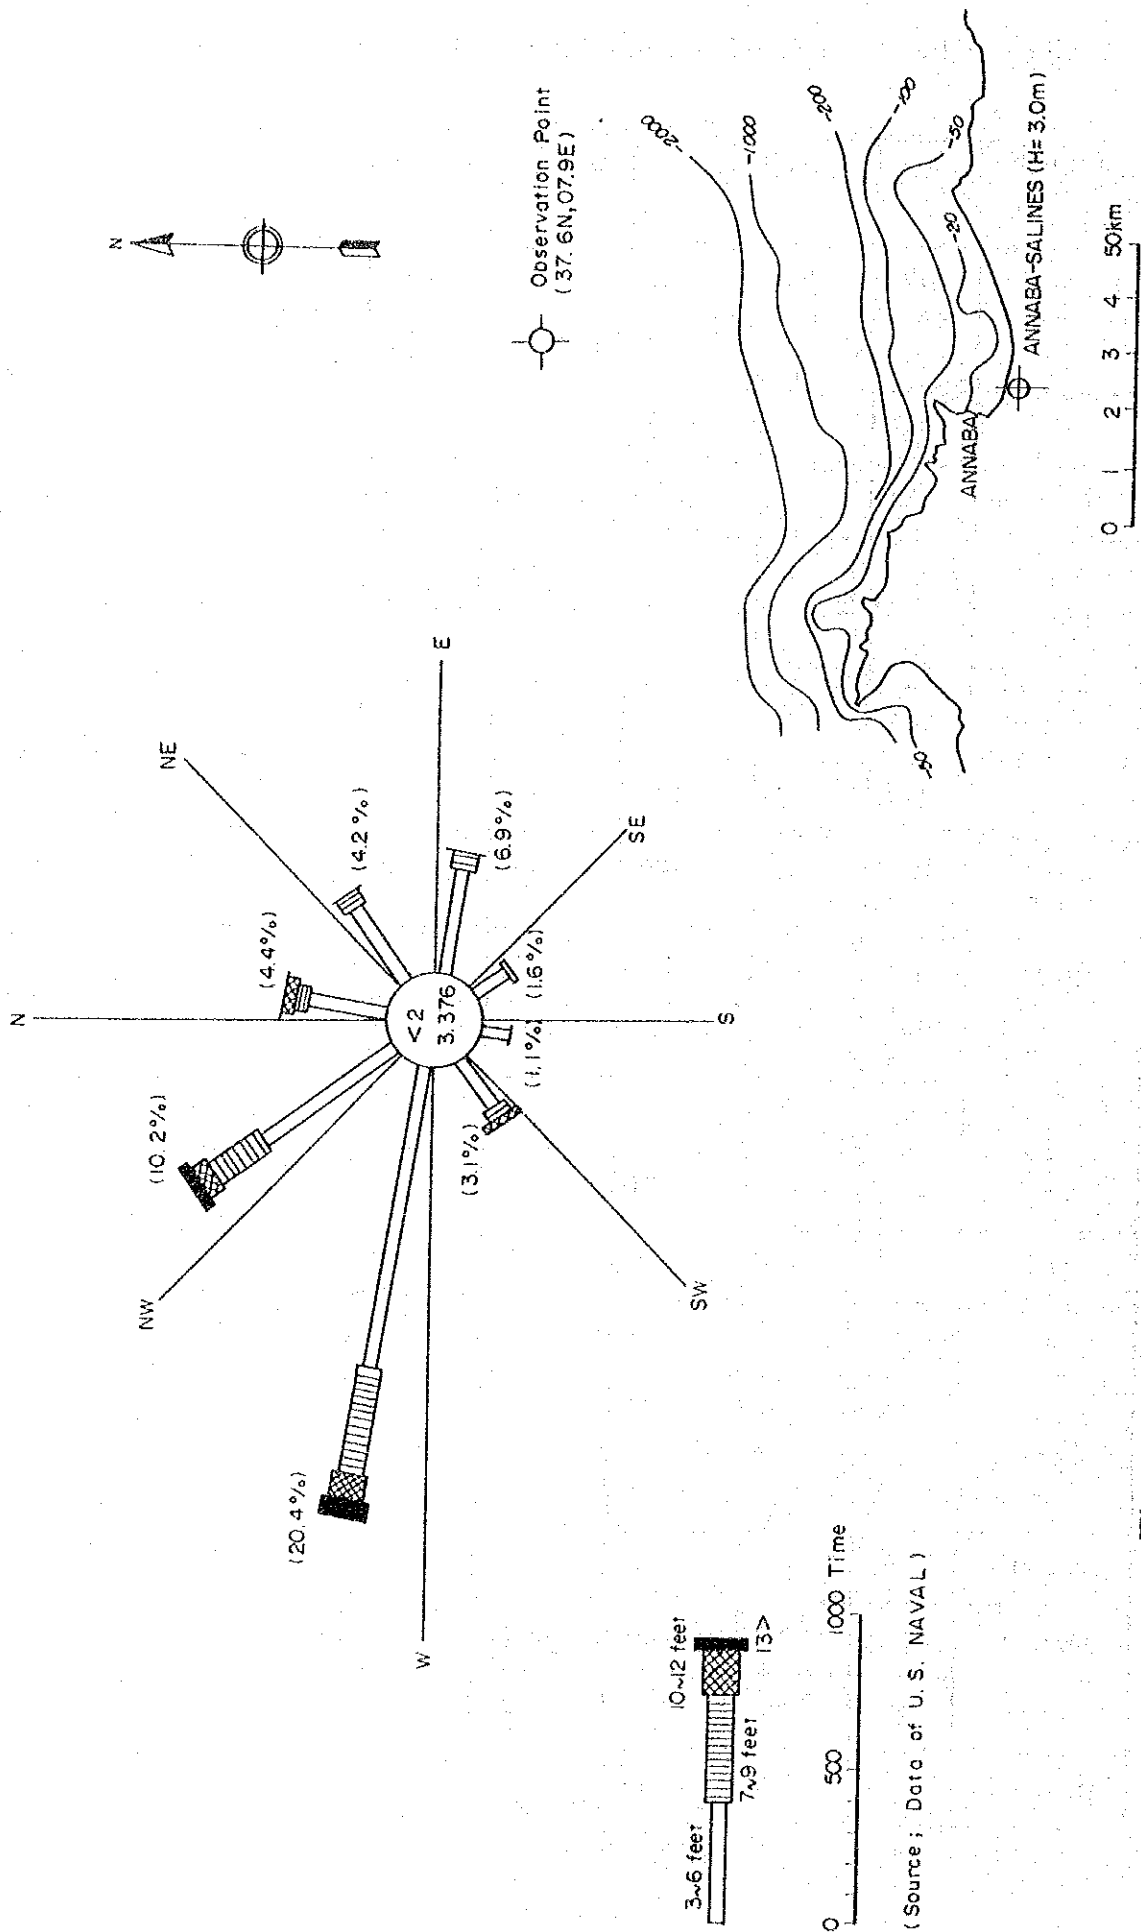 N
NE
E
SE
S
SW
W
NW
(4.4%)
(4.2%)
(6.9%)
(1.6%)
(1.1%)
(3.1%)
(20.4%)
(10.2%)
<2
3.376
N
Observation Point
(37.6N,07.9E)
-2000
-1000
-200
-100
-50
-20
-50
ANNABA
ANNABA-SALINES (H=3.0m)
0 1 2 3 4 50km
3~6 feet
7~9 feet
10~12 feet
13>
0 500 1000 Time
(Source; Data of U.S. NAVAL)